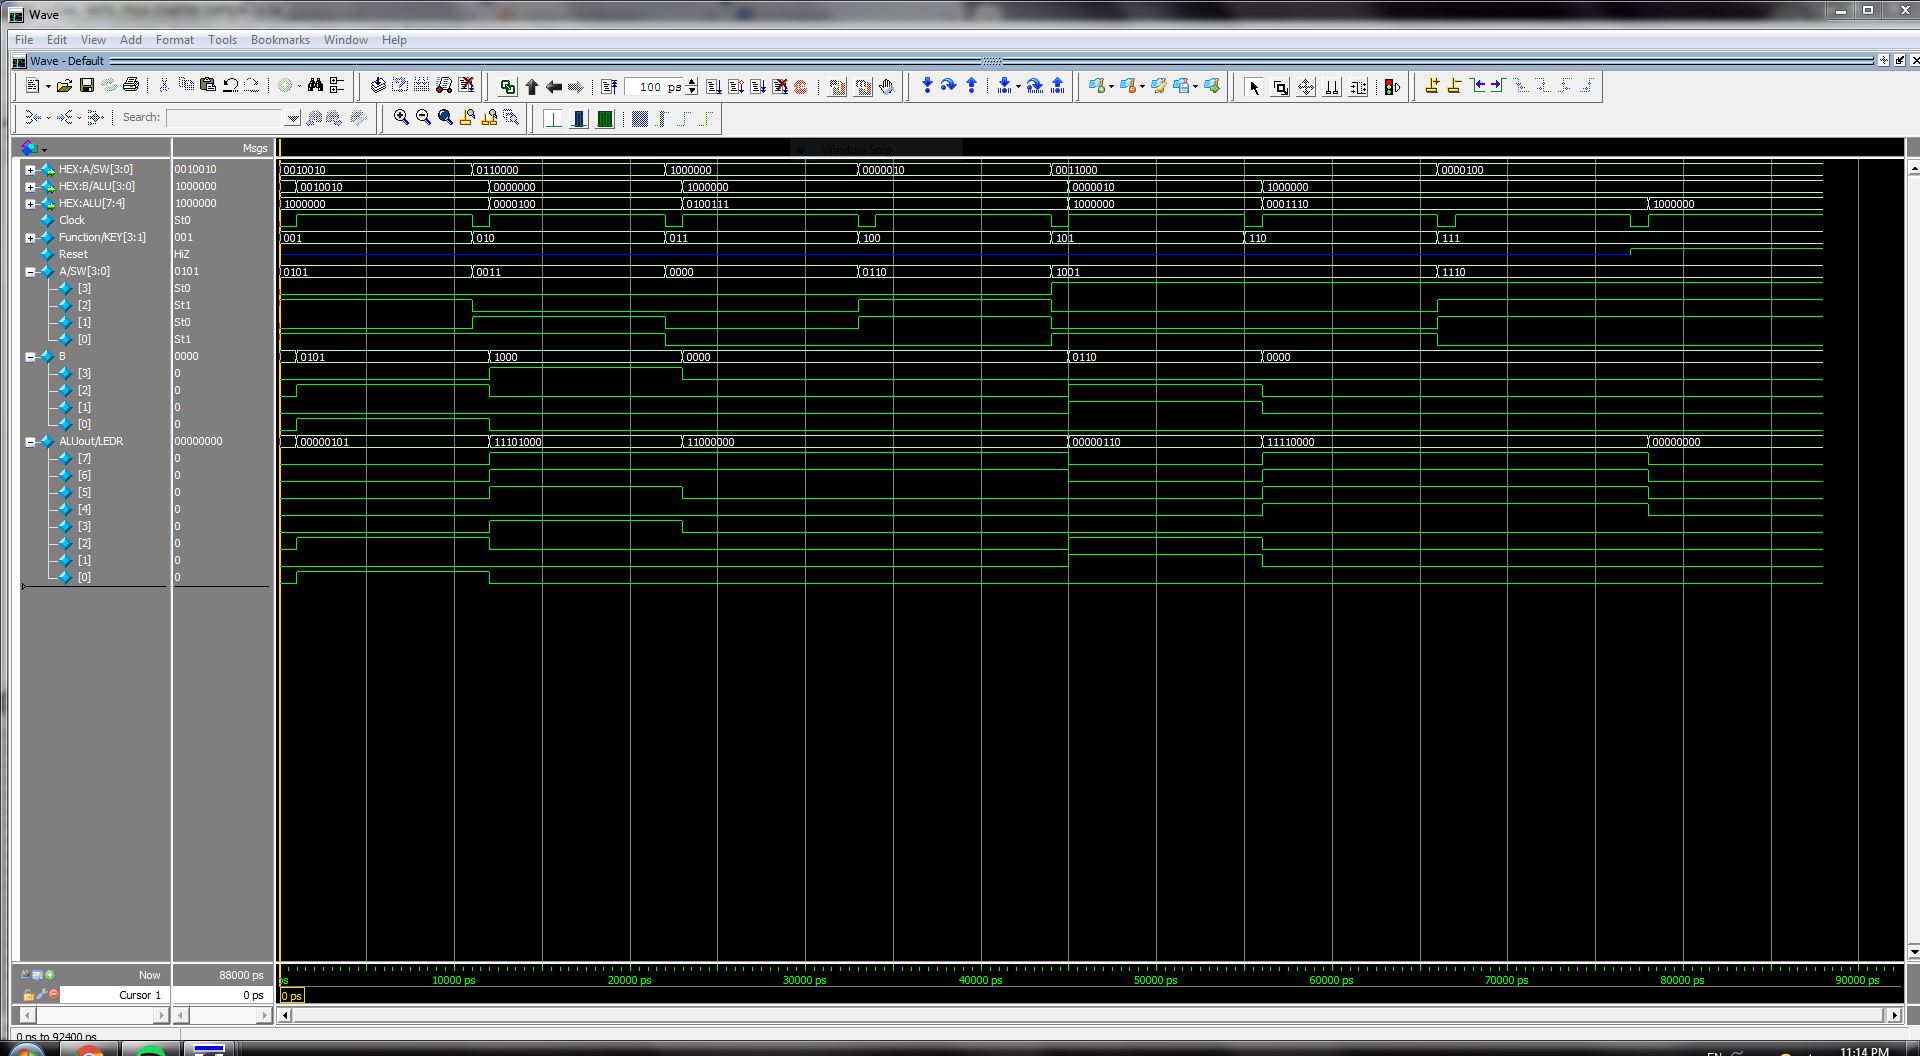 Wave
File Edit View Add Format Tools Bookmarks Window Help
Wave - Default
100 ps
Search:
Msgs
Window Snip
HEX:A/SW[3:0] 0010010 0010010 0110000 1000000 0000010 0011000 0000100
HEX:B/ALU[3:0] 1000000 0010010 0000000 1000000 0000010 1000000
HEX:ALU[7:4] 1000000 1000000 0000100 0100111 1000000 0001110 1000000
Clock St0
Function/KEY[3:1] 001 001 010 011 100 101 110 111
Reset HiZ
A/SW[3:0] 0101 0101 0011 0000 0110 1001 1110
[3] St0
[2] St1
[1] St0
[0] St1
B 0000 0101 1000 0000 0110 0000
[3] 0
[2] 0
[1] 0
[0] 0
ALUout/LEDR 00000000 00000101 11101000 11000000 00000110 11110000 00000000
[7] 0
[6] 0
[5] 0
[4] 0
[3] 0
[2] 0
[1] 0
[0] 0
Now 88000 ps ps 10000 ps 20000 ps 30000 ps 40000 ps 50000 ps 60000 ps 70000 ps 80000 ps 90000 ps
Cursor 1 0 ps 0 ps
0 ps to 92400 ps
EN 11:14 PM